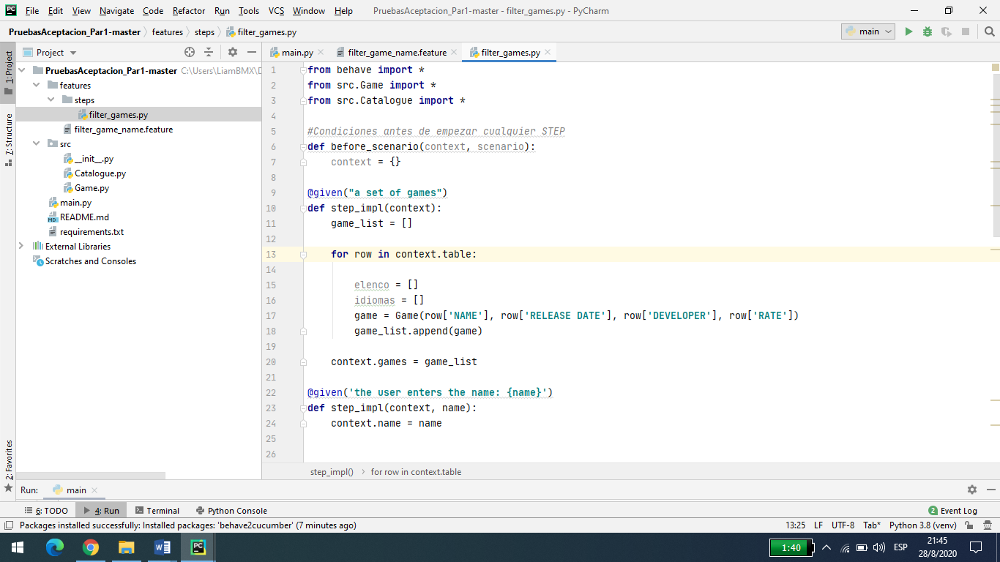 File Edit View Navigate Code Refactor Run Tools VCS Window Help PruebasAceptacion_Par1-master - filter_games.py - PyCharm
PruebasAceptacion_Par1-master features steps filter_games.py main
1: Project
7: Structure
2: Favorites
Project
PruebasAceptacion_Par1-master C:\Users\LiamBMX\
features
steps
filter_games.py
filter_game_name.feature
src
__init__.py
Catalogue.py
Game.py
main.py
README.md
requirements.txt
External Libraries
Scratches and Consoles
main.py filter_game_name.feature filter_games.py
1 from behave import *
2 from src.Game import *
3 from src.Catalogue import *
4
5 #Condiciones antes de empezar cualquier STEP
6 def before_scenario(context, scenario):
7 context = {}
8
9 @given("a set of games")
10 def step_impl(context):
11 game_list = []
12
13 for row in context.table:
14
15 elenco = []
16 idiomas = []
17 game = Game(row['NAME'], row['RELEASE DATE'], row['DEVELOPER'], row['RATE'])
18 game_list.append(game)
19
20 context.games = game_list
21
22 @given('the user enters the name: {name}')
23 def step_impl(context, name):
24 context.name = name
25
26
step_impl() for row in context.table
Run: main
6: TODO 4: Run Terminal Python Console 2 Event Log
Packages installed successfully: Installed packages: 'behave2cucumber' (7 minutes ago) 13:25 LF UTF-8 Tab* Python 3.8 (venv)
1:40 ESP 21:45
28/8/2020